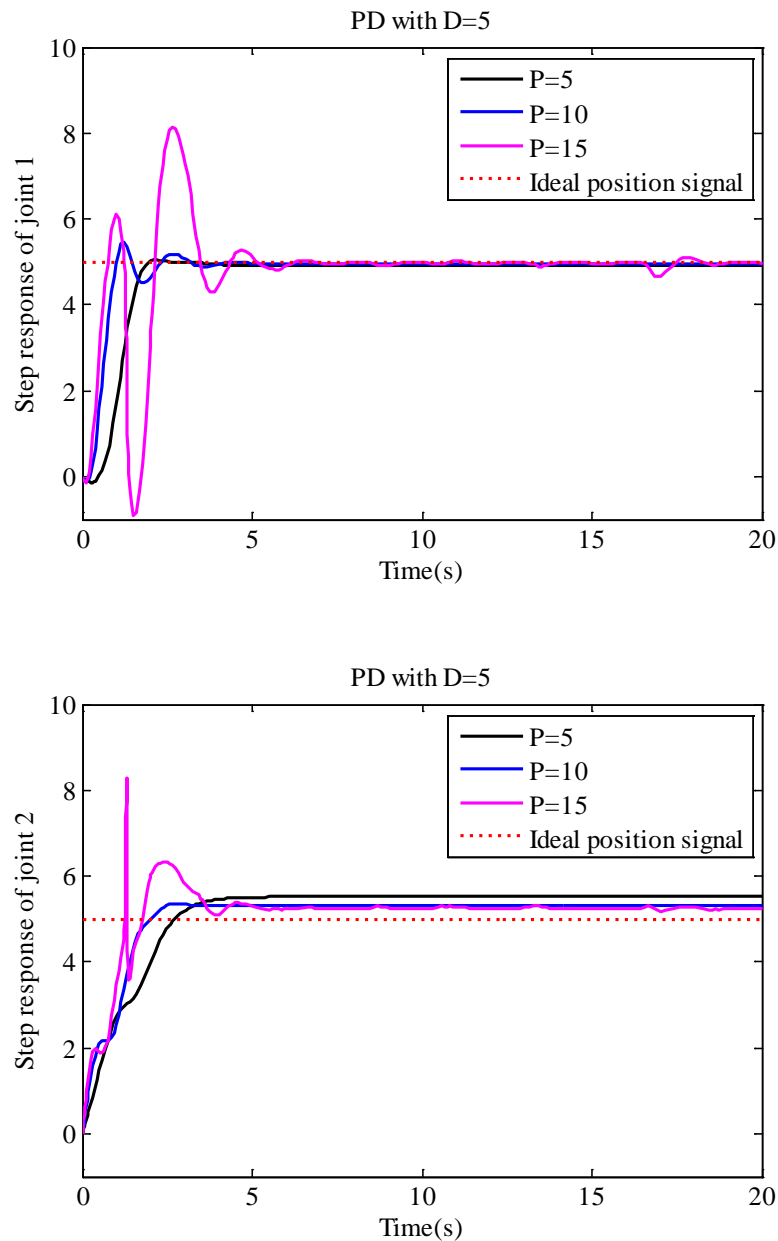 PD with D=5
10
8
6
4
2
0
Step response of joint 1
P=5
P=10
P=15
Ideal position signal
0
5
10
15
20
Time(s)
PD with D=5
10
8
6
4
2
0
Step response of joint 2
P=5
P=10
P=15
Ideal position signal
0
5
10
15
20
Time(s)